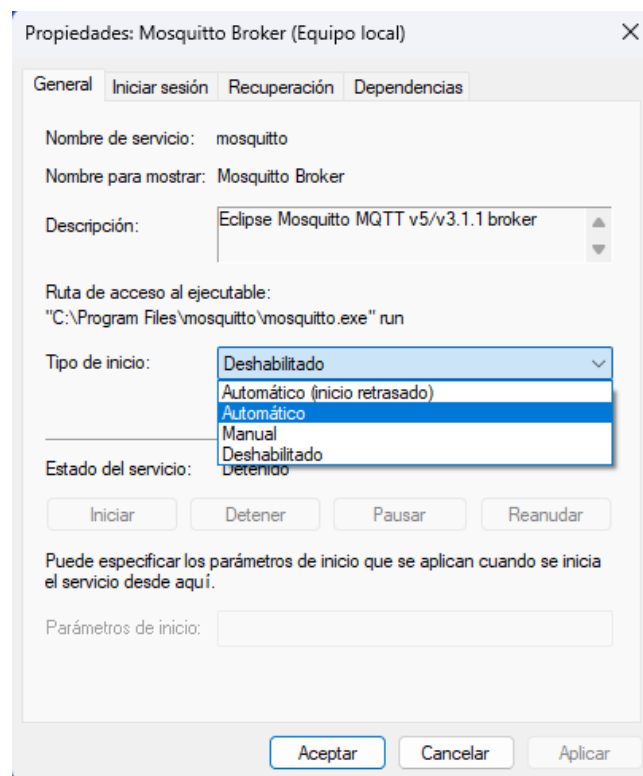 Propiedades: Mosquitto Broker (Equipo local)
General Iniciar sesión Recuperación Dependencias
Nombre de servicio: mosquitto
Nombre para mostrar: Mosquitto Broker
Descripción: Eclipse Mosquitto MQTT v5/v3.1.1 broker
Ruta de acceso al ejecutable:
"C:\Program Files\mosquitto\mosquitto.exe" run
Tipo de inicio: Deshabilitado
Automático (inicio retrasado)
Automático
Manual
Deshabilitado
Estado del servicio: Detenido
Iniciar Detener Pausar Reanudar
Puede especificar los parámetros de inicio que se aplican cuando se inicia
el servicio desde aquí.
Parámetros de inicio:
Aceptar Cancelar Aplicar